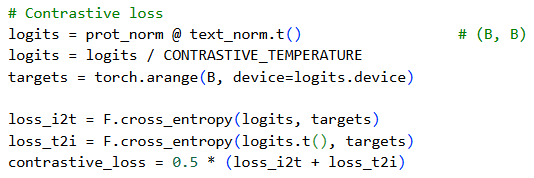 # Contrastive loss
logits = prot_norm @ text_norm.t() # (B, B)
logits = logits / CONTRASTIVE_TEMPERATURE
targets = torch.arange(B, device=logits.device)

loss_i2t = F.cross_entropy(logits, targets)
loss_t2i = F.cross_entropy(logits.t(), targets)
contrastive_loss = 0.5 * (loss_i2t + loss_t2i)